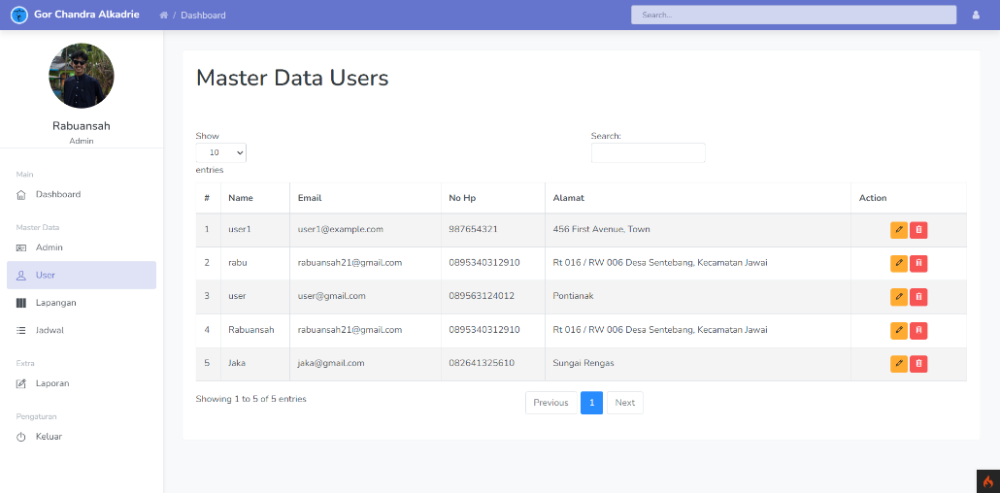 Gor Chandra Alkadrie / Dashboard Search...
Rabuansah
Admin
Main
Dashboard
Master Data
Admin
User
Lapangan
Jadwal
Extra
Laporan
Pengaturan
Keluar
Master Data Users
Show
10
entries
Search:
# Name Email No Hp Alamat Action
1 user1 user1@example.com 987654321 456 First Avenue, Town
2 rabu rabuansah21@gmail.com 0895340312910 Rt 016 / RW 006 Desa Sentebang, Kecamatan Jawai
3 user user@gmail.com 089563124012 Pontianak
4 Rabuansah rabuansah21@gmail.com 0895340312910 Rt 016 / RW 006 Desa Sentebang, Kecamatan Jawai
5 Jaka jaka@gmail.com 082641325610 Sungai Rengas
Showing 1 to 5 of 5 entries
Previous 1 Next